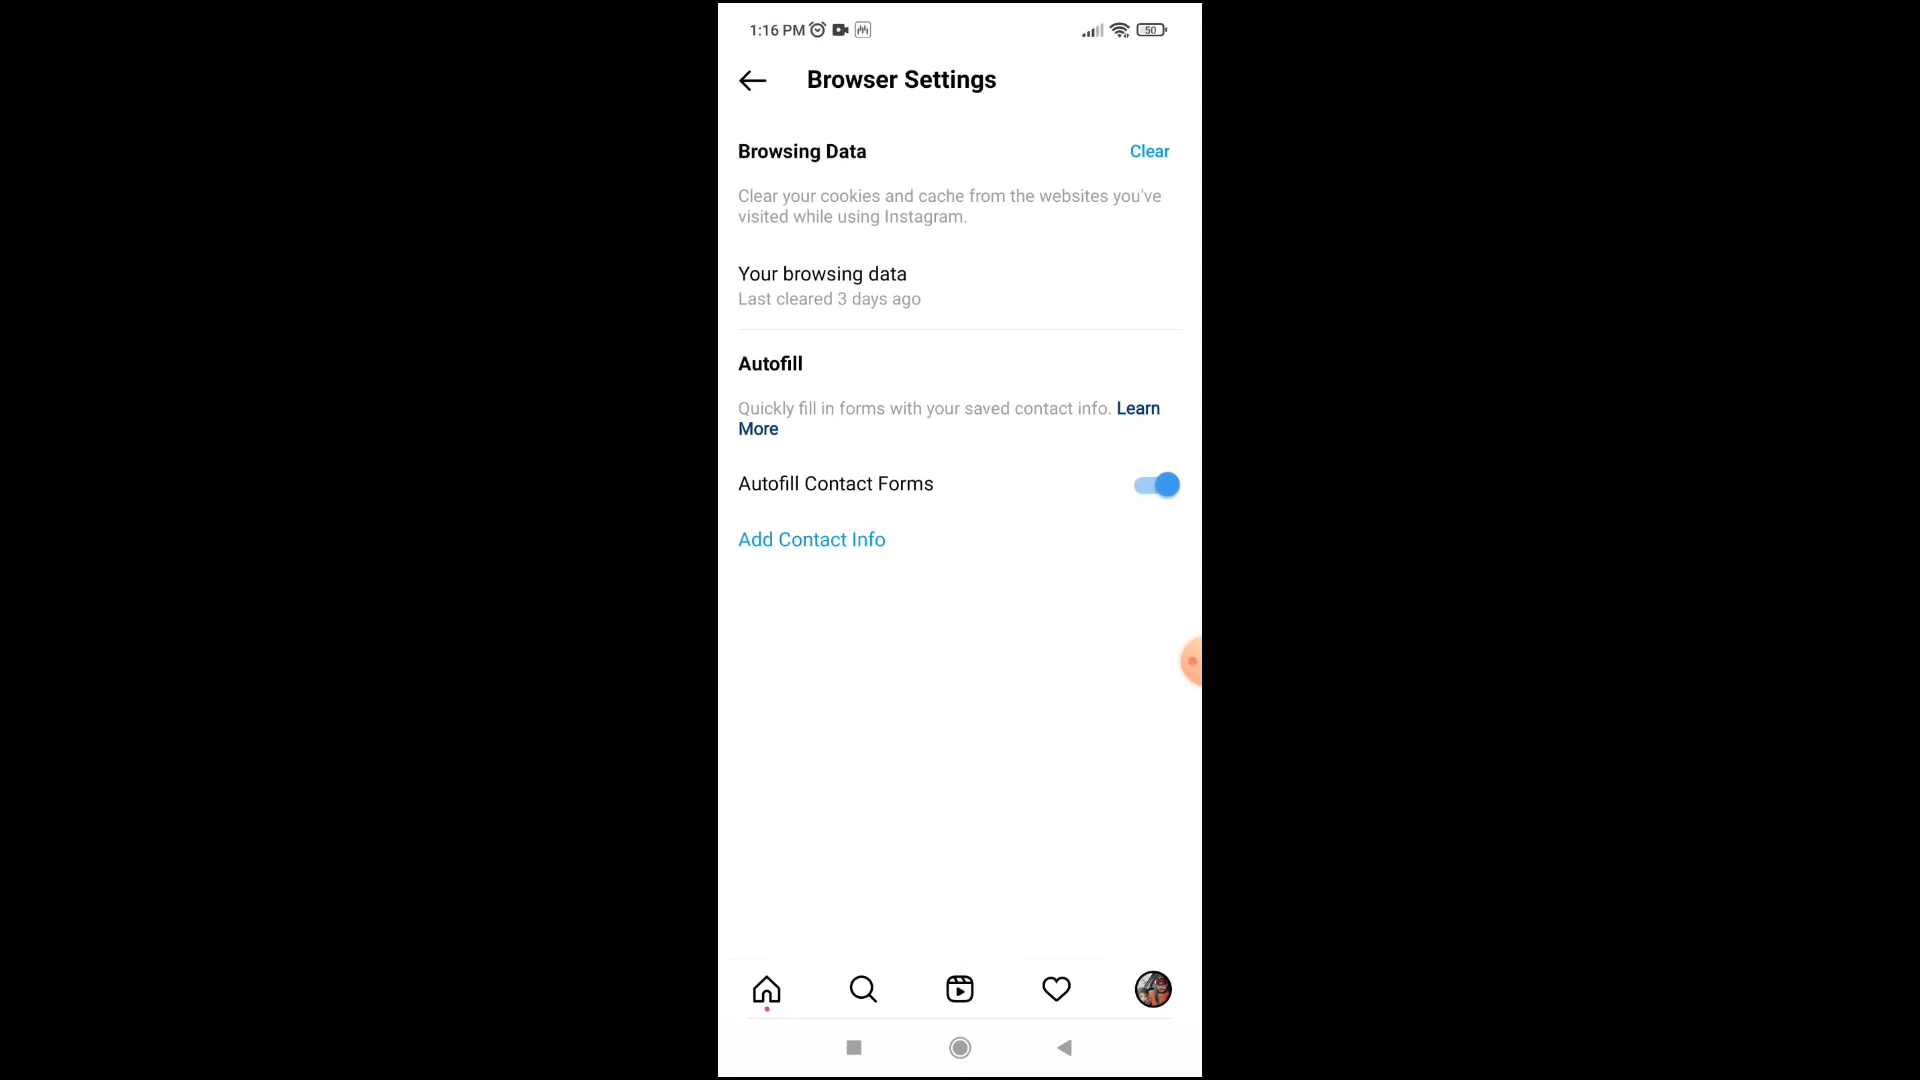 1:16 PM
50
Browser Settings
Browsing Data
Clear
Clear your cookies and cache from the websites you've
visited while using Instagram.
Your browsing data
Last cleared 3 days ago
Autofill
Quickly fill in forms with your saved contact info. Learn
More
Autofill Contact Forms
Add Contact Info